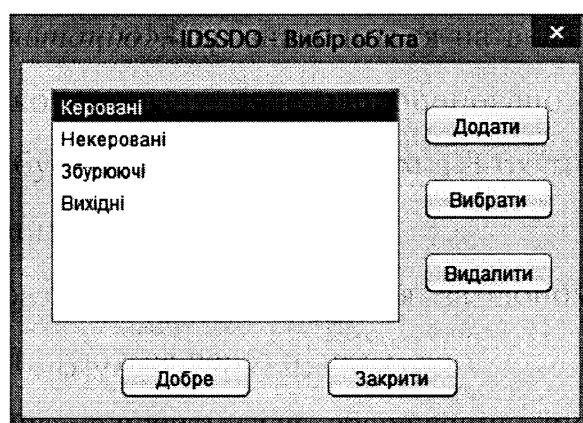 IDSSDO - Вибір об'єкта
Керовані
Некеровані
Збурюючі
Вихідні
Додати
Вибрати
Видалити
Добре
Закрити